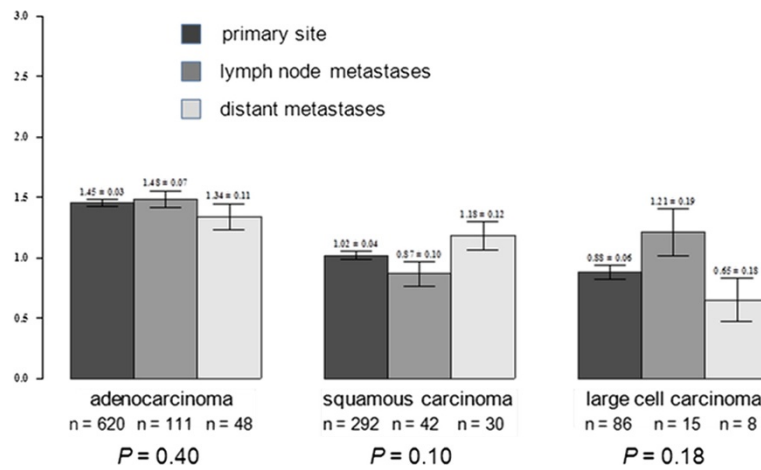 3.0
2.5
2.0
1.5
1.0
0.5
0.0
primary site
lymph node metastases
distant metastases
1.45 ± 0.03
1.48 ± 0.07
1.34 ± 0.11
1.02 ± 0.04
0.87 ± 0.10
1.18 ± 0.12
0.88 ± 0.06
1.21 ± 0.19
0.65 ± 0.18
adenocarcinoma squamous carcinoma large cell carcinoma
n = 620 n = 111 n = 48 n = 292 n = 42 n = 30 n = 86 n = 15 n = 8
P = 0.40 P = 0.10 P = 0.18